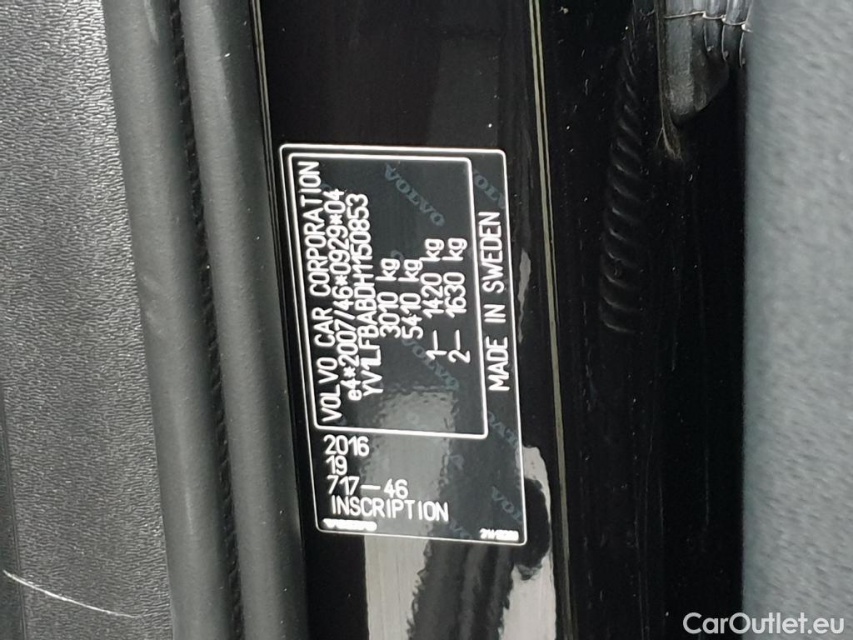 VOLVO CAR CORPORATION
e4*2007/46*0929*04
YV1LFBABDH1150853
3010 kg
5410 kg
1– 1420 kg
2– 1630 kg
MADE IN SWEDEN
2016
19
717–46
INSCRIPTION
VOLVO
CarOutlet.eu